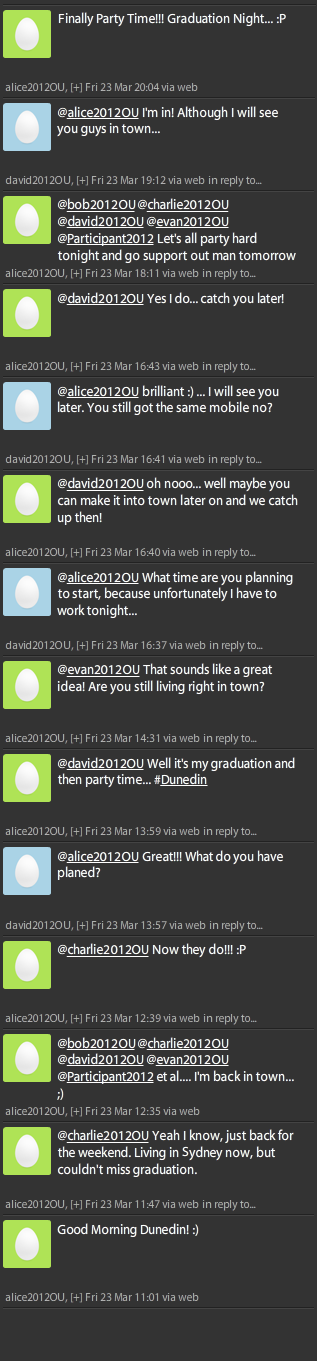 Finally Party Time!!! Graduation Night... :P
alice2012OU, [+] Fri 23 Mar 20:04 via web
@alice2012OU I'm in! Although I will see
you guys in town...
david2012OU, [+] Fri 23 Mar 19:12 via web in reply to...
@bob2012OU @charlie2012OU
@david2012OU @evan2012OU
@Participant2012 Let's all party hard
tonight and go support out man tomorrow
alice2012OU, [+] Fri 23 Mar 18:11 via web in reply to...
@david2012OU Yes I do... catch you later!
alice2012OU, [+] Fri 23 Mar 16:43 via web in reply to...
@alice2012OU brilliant :) ... I will see you
later. You still got the same mobile no?
david2012OU, [+] Fri 23 Mar 16:41 via web in reply to...
@david2012OU oh nooo... well maybe you
can make it into town later on and we catch
up then!
alice2012OU, [+] Fri 23 Mar 16:40 via web in reply to...
@alice2012OU What time are you planning
to start, because unfortunately I have to
work tonight...
david2012OU, [+] Fri 23 Mar 16:37 via web in reply to...
@evan2012OU That sounds like a great
idea! Are you still living right in town?
alice2012OU, [+] Fri 23 Mar 14:31 via web in reply to...
@david2012OU Well it's my graduation and
then party time... #Dunedin
alice2012OU, [+] Fri 23 Mar 13:59 via web in reply to...
@alice2012OU Great!!! What do you have
planed?
david2012OU, [+] Fri 23 Mar 13:57 via web in reply to...
@charlie2012OU Now they do!!! :P
alice2012OU, [+] Fri 23 Mar 12:39 via web in reply to...
@bob2012OU @charlie2012OU
@david2012OU @evan2012OU
@Participant2012 et al.... I'm back in town...
;)
alice2012OU, [+] Fri 23 Mar 12:35 via web
@charlie2012OU Yeah I know, just back for
the weekend. Living in Sydney now, but
couldn't miss graduation.
alice2012OU, [+] Fri 23 Mar 11:47 via web in reply to...
Good Morning Dunedin! :)
alice2012OU, [+] Fri 23 Mar 11:01 via web